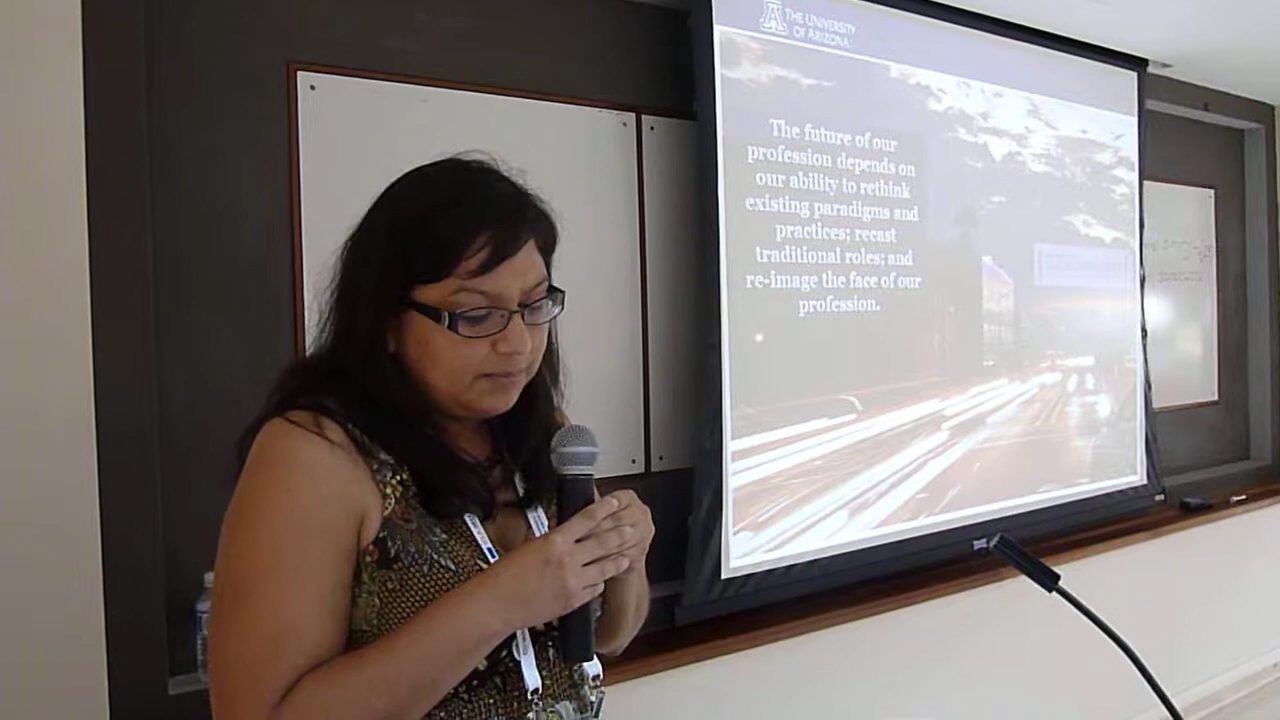 THE UNIVERSITY
OF ARIZONA
The future of our
profession depends on
our ability to rethink
existing paradigms and
practices; recast
traditional roles; and
re-image the face of our
profession.